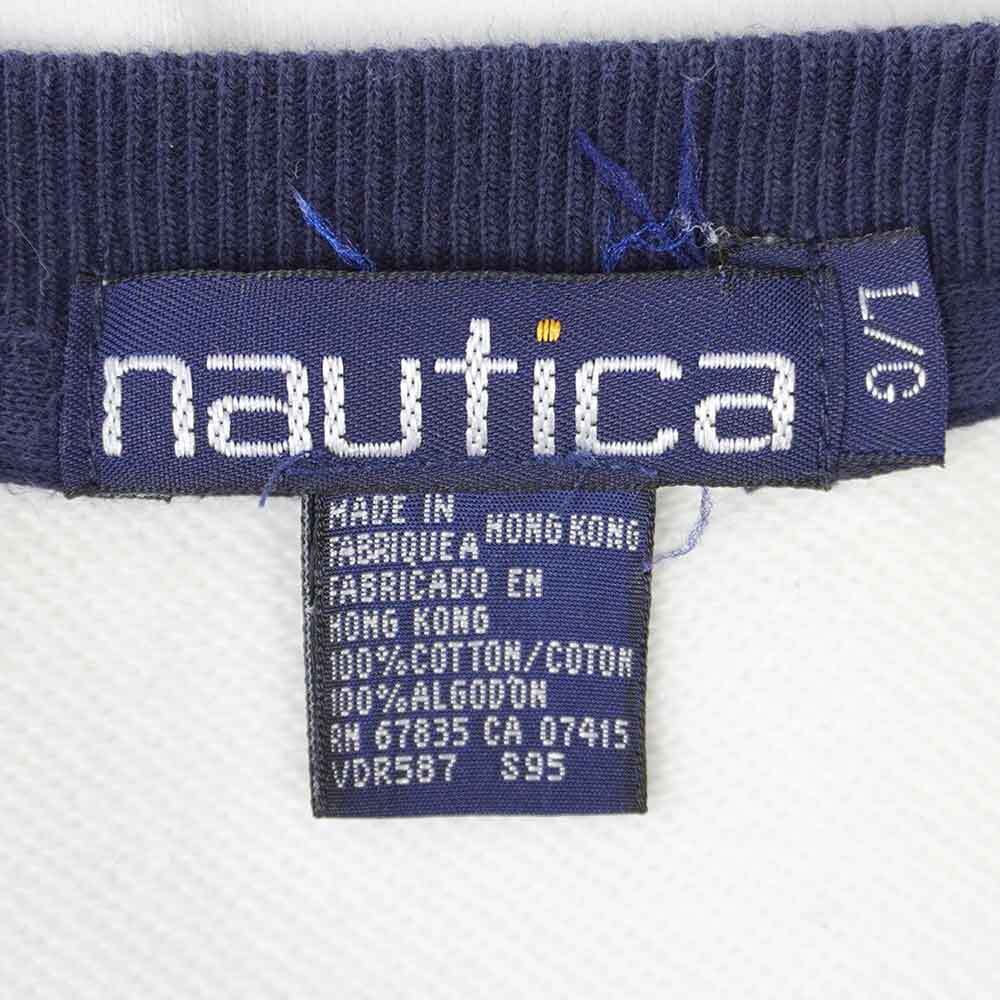 nautica
L/G
MADE IN HONG KONG
FABRIQUE A
FABRICADO EN
HONG KONG
100%COTTON/COTON
100%ALGODON
RN 67835 CA 07415
VDR587 S95